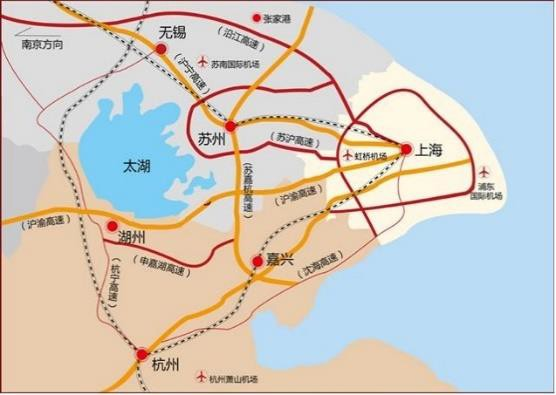 张家港
南京方向
无锡
(沿江高速)
苏南国际机场
(沪宁高速)
苏州
(苏沪高速)
上海
虹桥机场
太湖
(苏嘉杭高速)
浦东
国际机场
(沪渝高速)
(沪渝高速)
湖州
(申嘉湖高速)
嘉兴
(沈海高速)
(杭宁高速)
杭州
杭州萧山机场